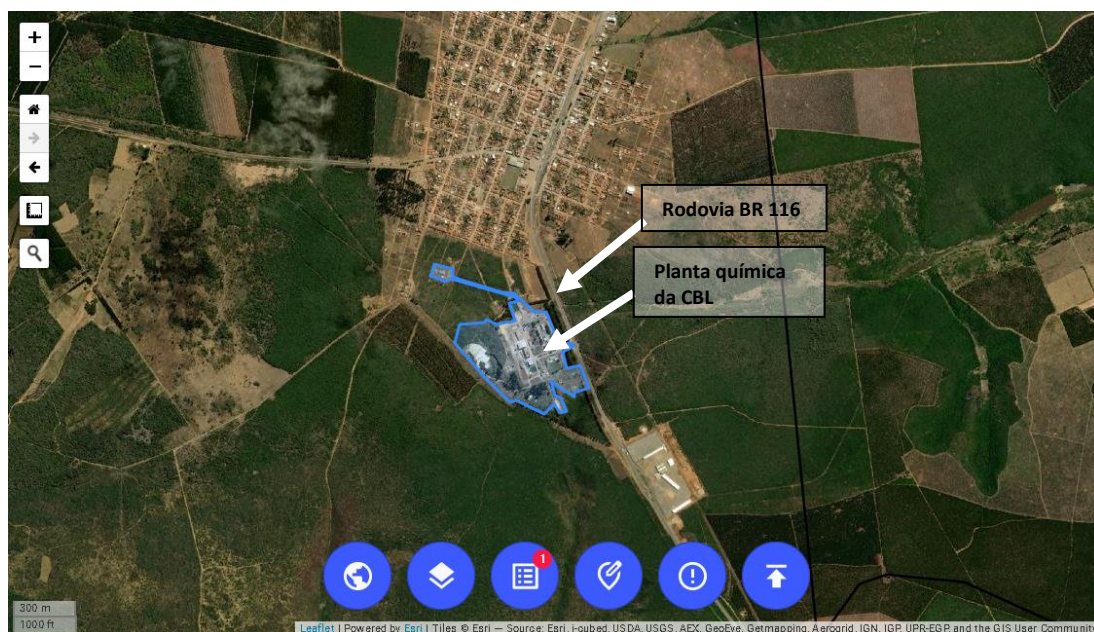 +
−
Rodovia BR 116
Planta química
da CBL
1
300 m
1000 ft
Leaflet | Powered by Esri | Tiles © Esri — Source: Esri, i-cubed, USDA, USGS, AEX, GeoEye, Getmapping, Aerogrid, IGN, IGP, UPR-EGP, and the GIS User Community